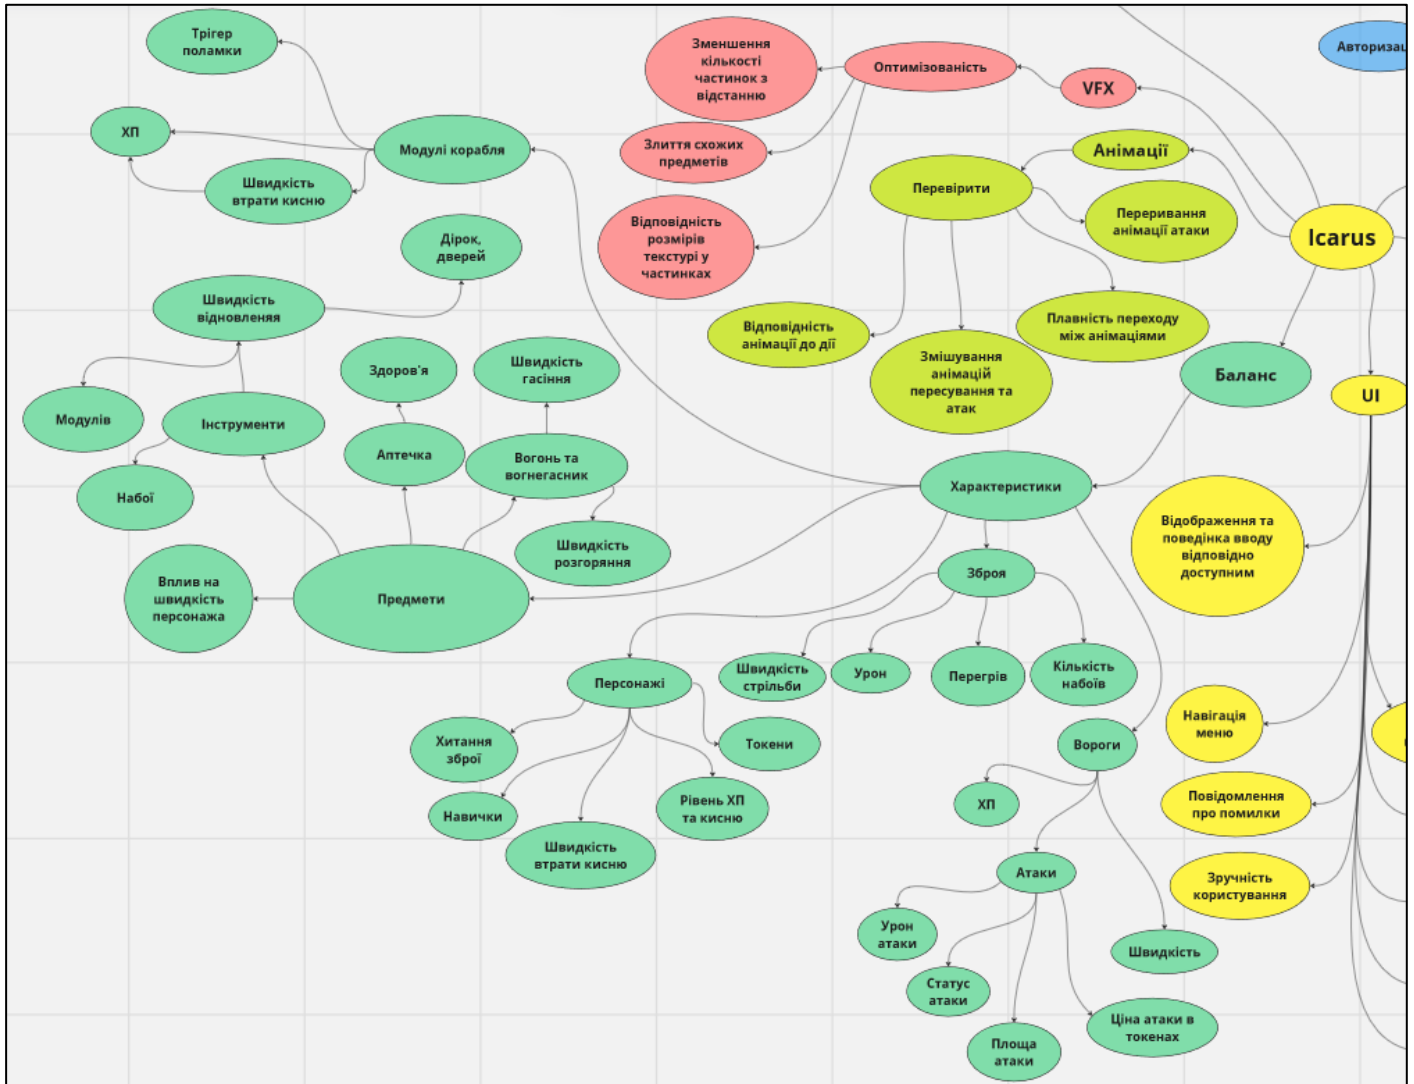 Трігер
поламки
Зменшення
кількості
частинок з
відстанню
Оптимізованість
VFX
Авторизац
ХП
Модулі корабля
Злиття схожих
предметів
Анімації
Швидкість
втрати кисню
Перевірити
Переривання
анімації атаки
Icarus
Дірок,
дверей
Відповідність
розмірів
текстурі у
частинках
Швидкість
відновленяя
Відповідність
анімації до дії
Плавність переходу
між анімаціями
Змішування
анімацій
пересування та
атак
Баланс
UI
Здоров'я
Швидкість
гасіння
Модулів
Інструменти
Аптечка
Вогонь та
вогнегасник
Набої
Характеристики
Швидкість
розгоряння
Відображення та
поведінка вводу
відповідно
доступним
Вплив на
швидкість
персонажа
Предмети
Зброя
Персонажі
Швидкість
стрільби
Урон
Перегрів
Кількість
набоїв
Хитання
зброї
Токени
Вороги
Навігація
меню
Навички
Рівень ХП
та кисню
ХП
Повідомлення
про помилки
Швидкість
втрати кисню
Атаки
Зручність
користування
Урон
атаки
Швидкість
Статус
атаки
Площа
атаки
Ціна атаки в
токенах